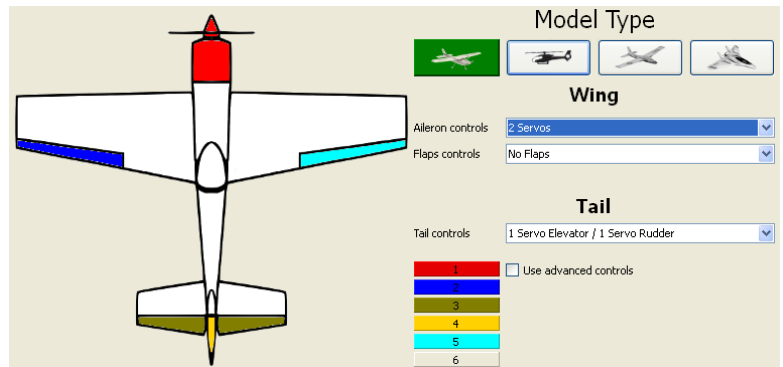 Model Type
Wing
Aileron controls 2 Servos
Flaps controls No Flaps
Tail
Tail controls 1 Servo Elevator / 1 Servo Rudder
1 Use advanced controls
2
3
4
5
6